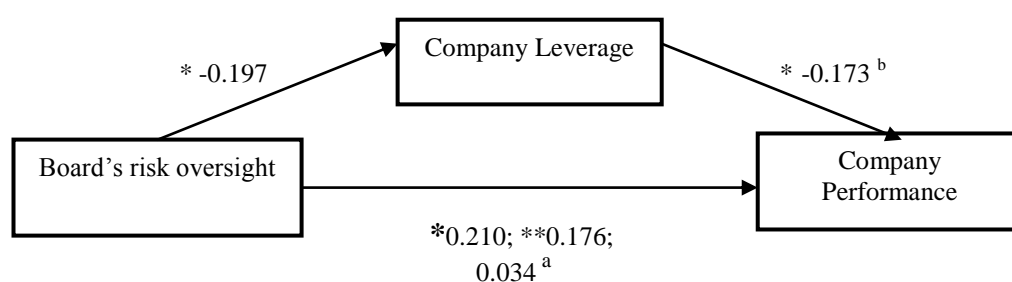 Company Leverage
* -0.197
* -0.173 b
Board’s risk oversight
Company
Performance
*0.210; **0.176;
0.034 a